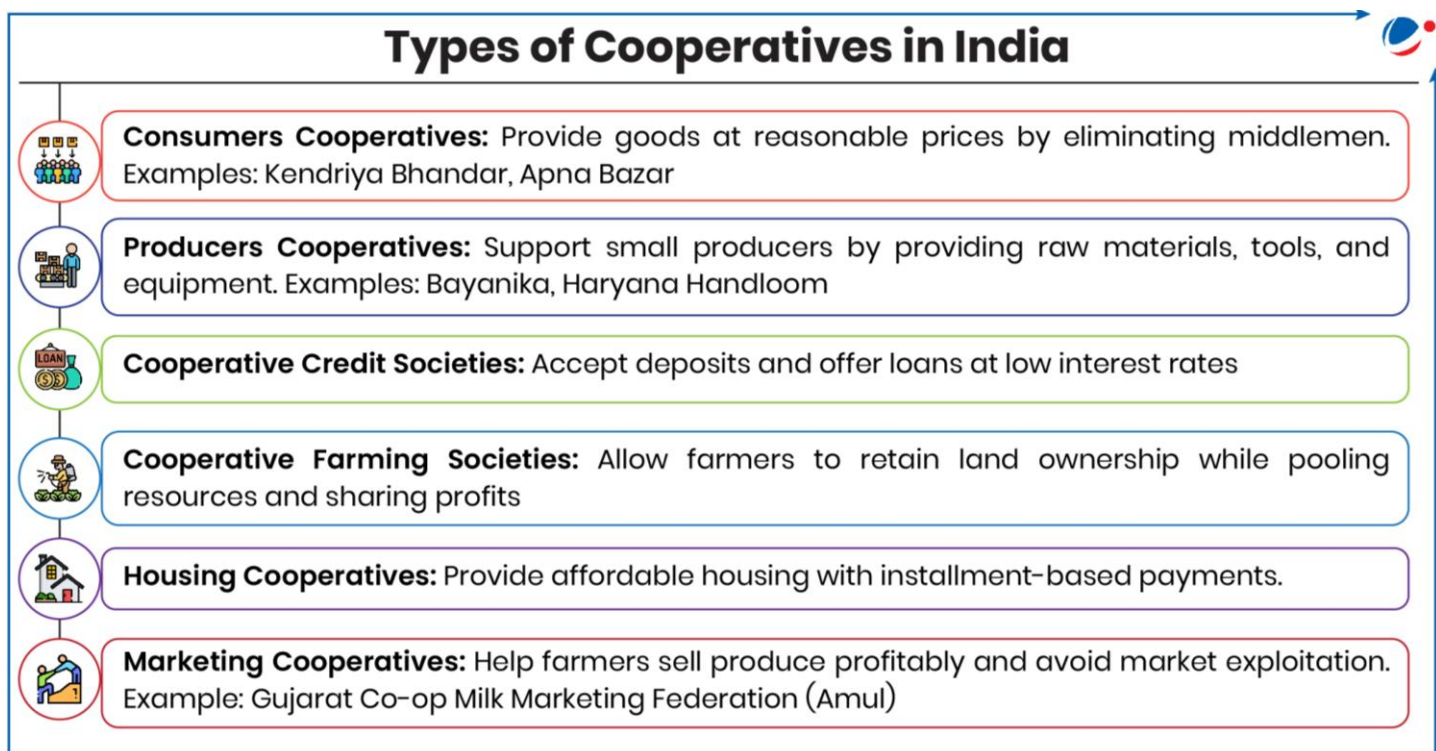 Types of Cooperatives in India
Consumers Cooperatives: Provide goods at reasonable prices by eliminating middlemen.
Examples: Kendriya Bhandar, Apna Bazar
Producers Cooperatives: Support small producers by providing raw materials, tools, and
equipment. Examples: Bayanika, Haryana Handloom
LOAN
Cooperative Credit Societies: Accept deposits and offer loans at low interest rates
Cooperative Farming Societies: Allow farmers to retain land ownership while pooling
resources and sharing profits
Housing Cooperatives: Provide affordable housing with installment-based payments.
Marketing Cooperatives: Help farmers sell produce profitably and avoid market exploitation.
Example: Gujarat Co-op Milk Marketing Federation (Amul)